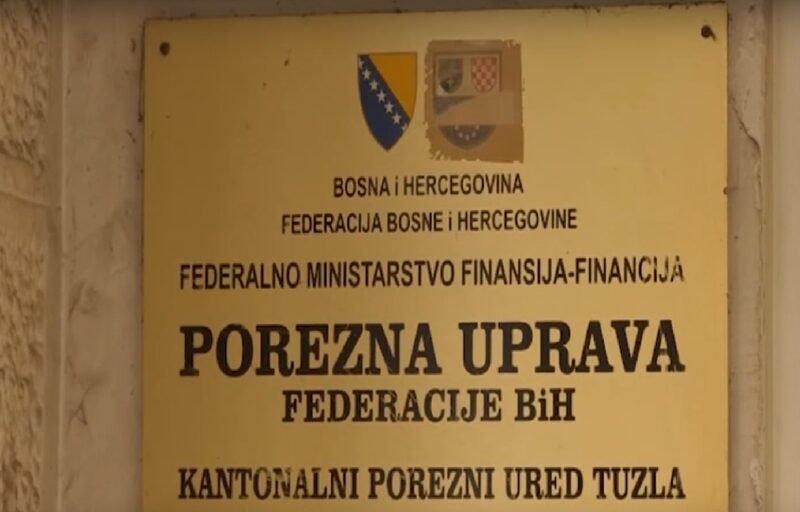 BOSNA i HERCEGOVINA
FEDERACIJA BOSNE i HERCEGOVINE
FEDERALNO MINISTARSTVO FINANSIJA-FINANCIJA
POREZNA UPRAVA
FEDERACIJE BiH
KANTONALNI POREZNI URED TUZLA